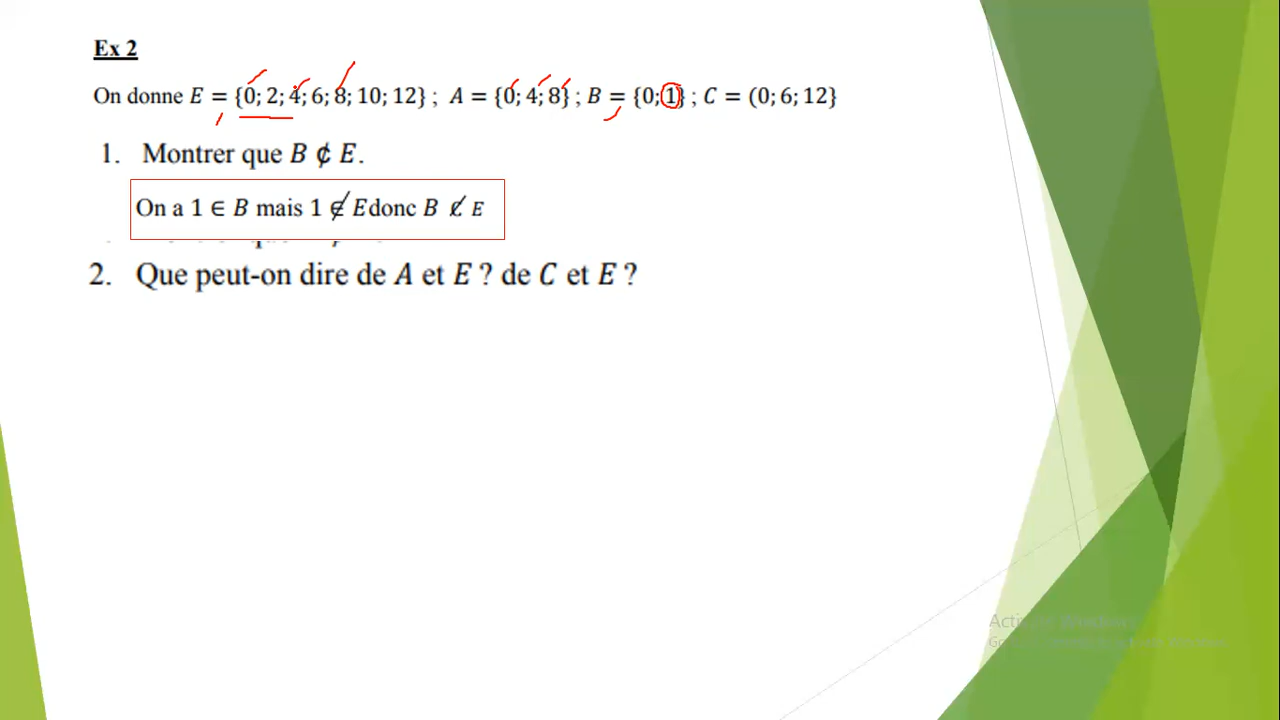 Ex 2
On donne E = {0; 2; 4; 6; 8; 10; 12} ; A = {0; 4; 8} ; B = {0; 1} ; C = (0; 6; 12}
1. Montrer que B ⊄ E.
On a 1 ∈ B mais 1 ∉ Edonc B ⊄ E
2. Que peut-on dire de A et E ? de C et E ?